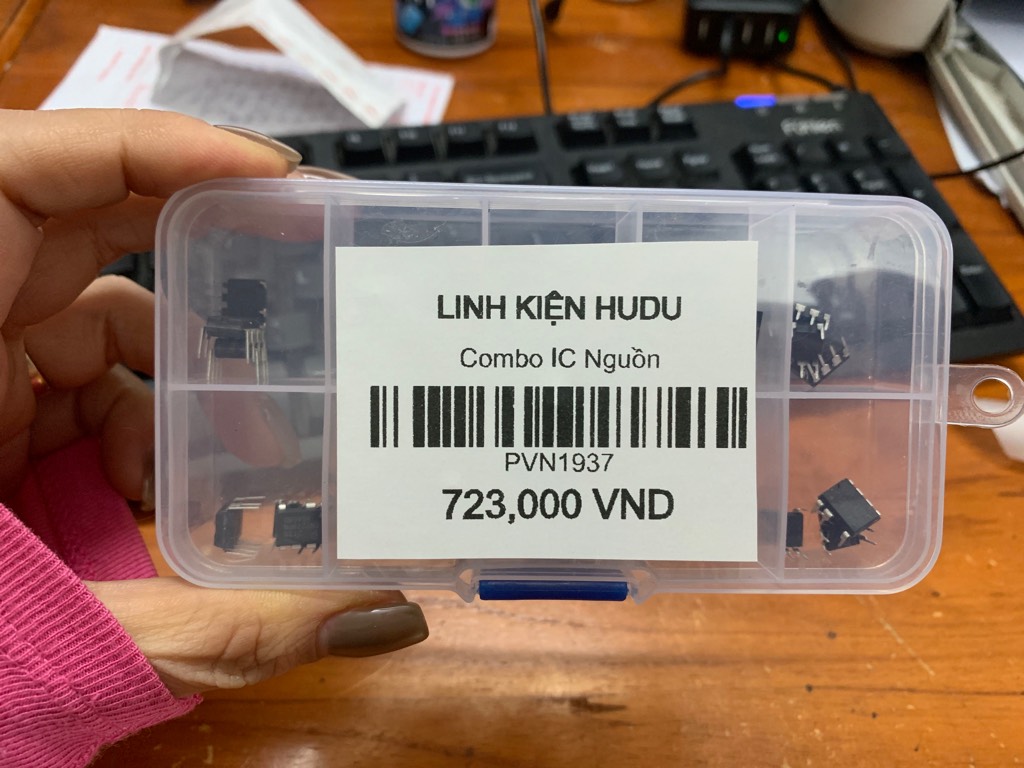 LINH KIỆN HUDU
Combo IC Nguồn
PVN1937
723,000 VND